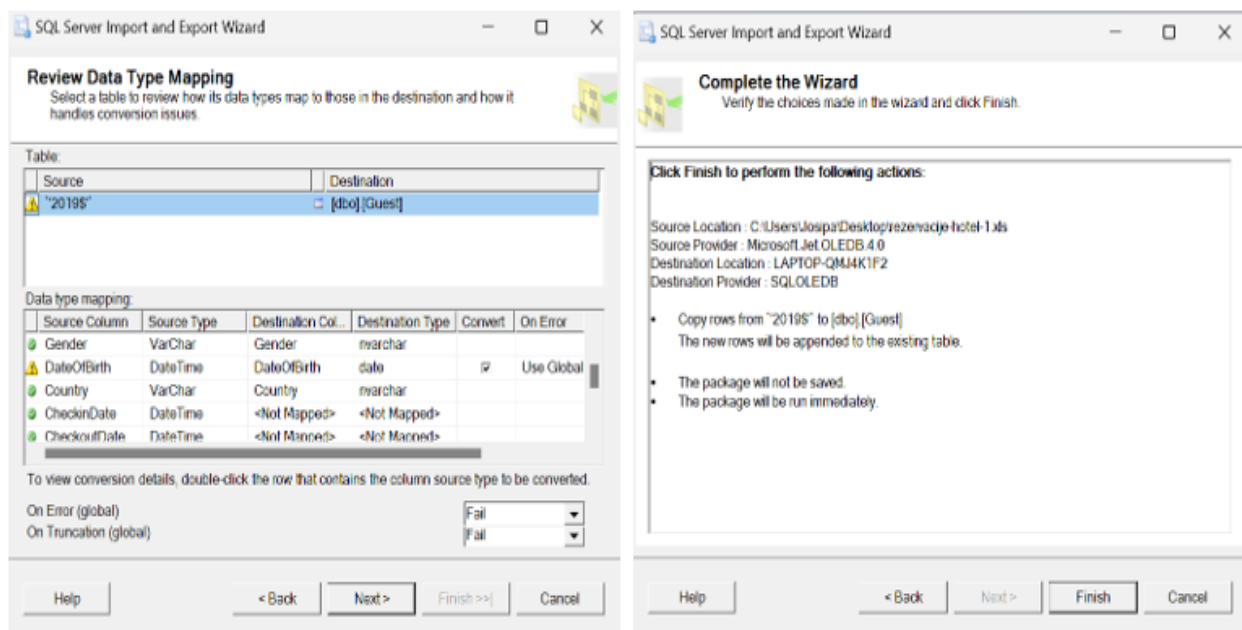 SQL Server Import and Export Wizard
Review Data Type Mapping
Select a table to review how its data types map to those in the destination and how it
handles conversion issues.
Table:
Source Destination
`'2019$'` [dbo].[Guest]
Data type mapping:
Source Column Source Type Destination Col... Destination Type Convert On Error
Gender VarChar Gender nvarchar
DateOfBirth DateTime DateOfBirth date Use Global
Country VarChar Country nvarchar
CheckinDate DateTime <Not Mapped> <Not Mapped>
CheckoutDate DateTime <Not Mapped> <Not Mapped>
To view conversion details, double-click the row that contains the column source type to be converted.
On Error (global) Fail
On Truncation (global) Fail
Help < Back Next > Finish >>| Cancel
SQL Server Import and Export Wizard
Complete the Wizard
Verify the choices made in the wizard and click Finish.
Click Finish to perform the following actions:
Source Location : C:\Users\Josipa\Desktop\rezervacije-hotel-1.xls
Source Provider : Microsoft.Jet.OLEDB.4.0
Destination Location : LAPTOP-QMJ4K1F2
Destination Provider : SQLOLEDB
• Copy rows from `'2019$'` to [dbo].[Guest]
The new rows will be appended to the existing table.
• The package will not be saved.
• The package will be run immediately.
Help < Back Next > Finish Cancel